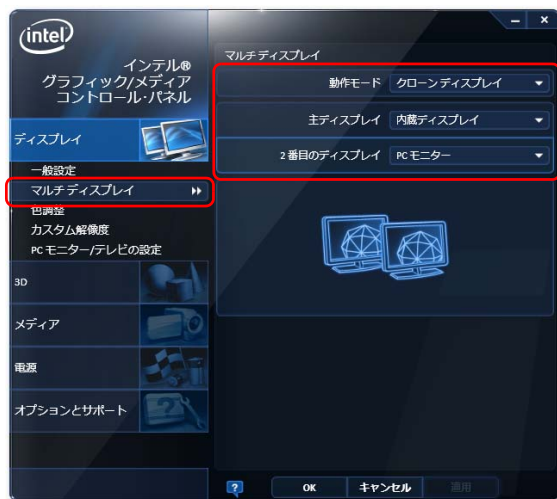 intel
インテル®
グラフィック/メディア
コントロール・パネル
ディスプレイ
一般設定
マルチディスプレイ
色調整
カスタム解像度
PC モニター/テレビの設定
3D
メディア
電源
オプションとサポート
マルチディスプレイ
動作モード クローンディスプレイ
主ディスプレイ 内蔵ディスプレイ
2 番目のディスプレイ PC モニター
? OK キャンセル 適用